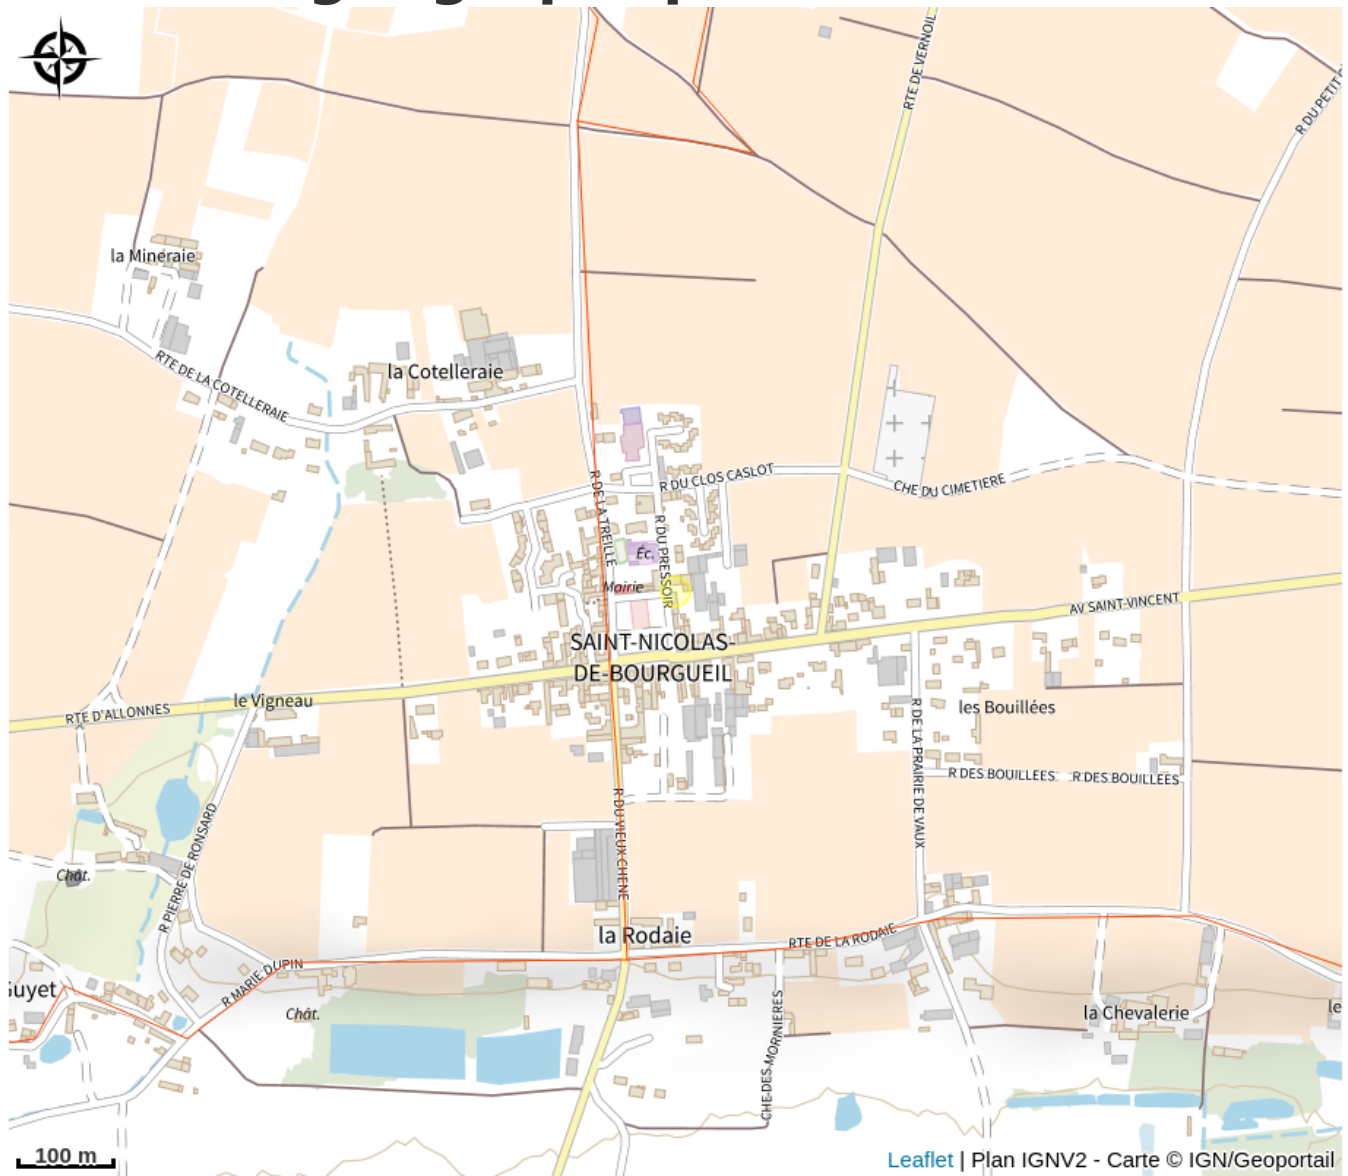 RTE DE VERNOIL
R DU PETIT
la Mineraie
RTE DE LA COTELLERAIE
la Cotelleraie
R DU CLOS CASLOT
CHE DU CIMETIERE
R DE LA TREILLE
R DU PRESSOIR
Éc.
Mairie
AV SAINT-VINCENT
SAINT-NICOLAS-
DE-BOURGUEIL
le Vigneau
RTE D'ALLONNES
les Bouillées
R DE LA PRAIRIE DE VAUX
R DES BOUILLEES
R DES BOUILLEES
R DU VIEUX CHENE
R PIERRE DE RONSARD
Chât.
la Rodaie
RTE DE LA RODAIE
R MARIE DUPIN
Guyet
Chât.
CHE DES MORINIERES
la Chevalerie
le
100 m
Leaflet | Plan IGNV2 - Carte © IGN/Geoportail